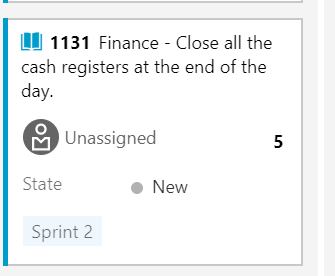 1131 Finance - Close all the
cash registers at the end of the
day.
Unassigned 5
State New
Sprint 2